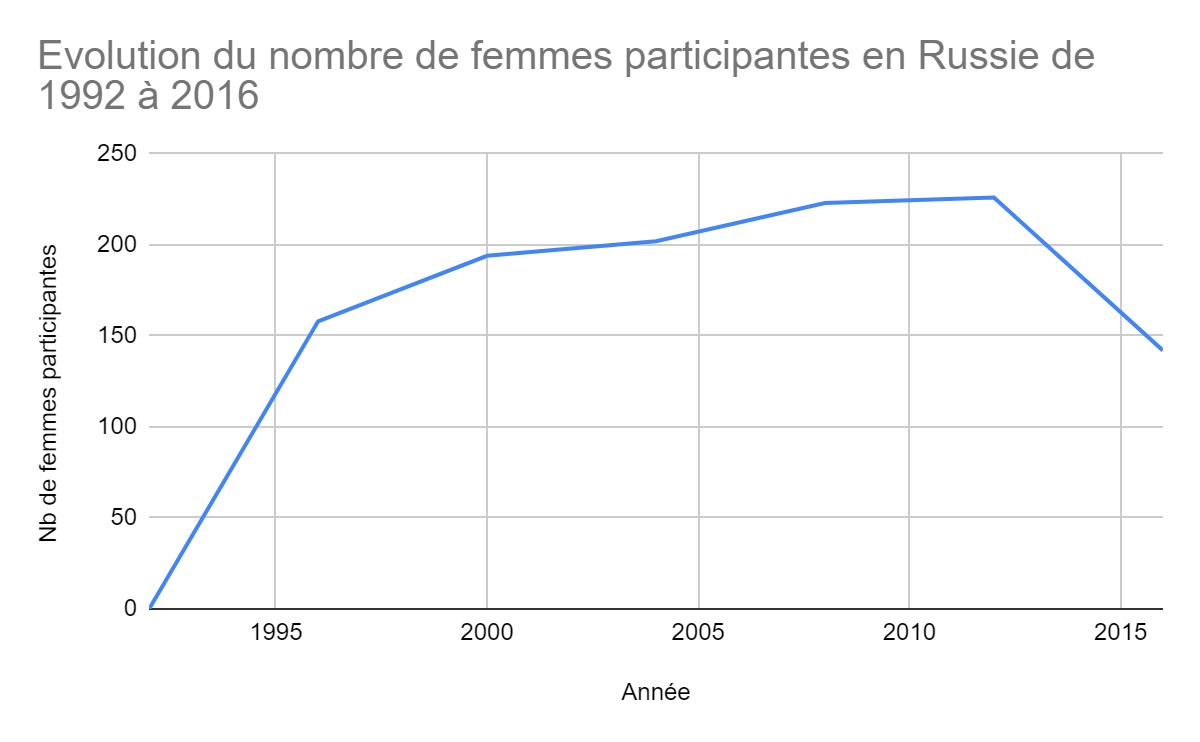 Evolution du nombre de femmes participantes en Russie de
1992 à 2016
Nb de femmes participantes
250
200
150
100
50
0
1995 2000 2005 2010 2015
Année